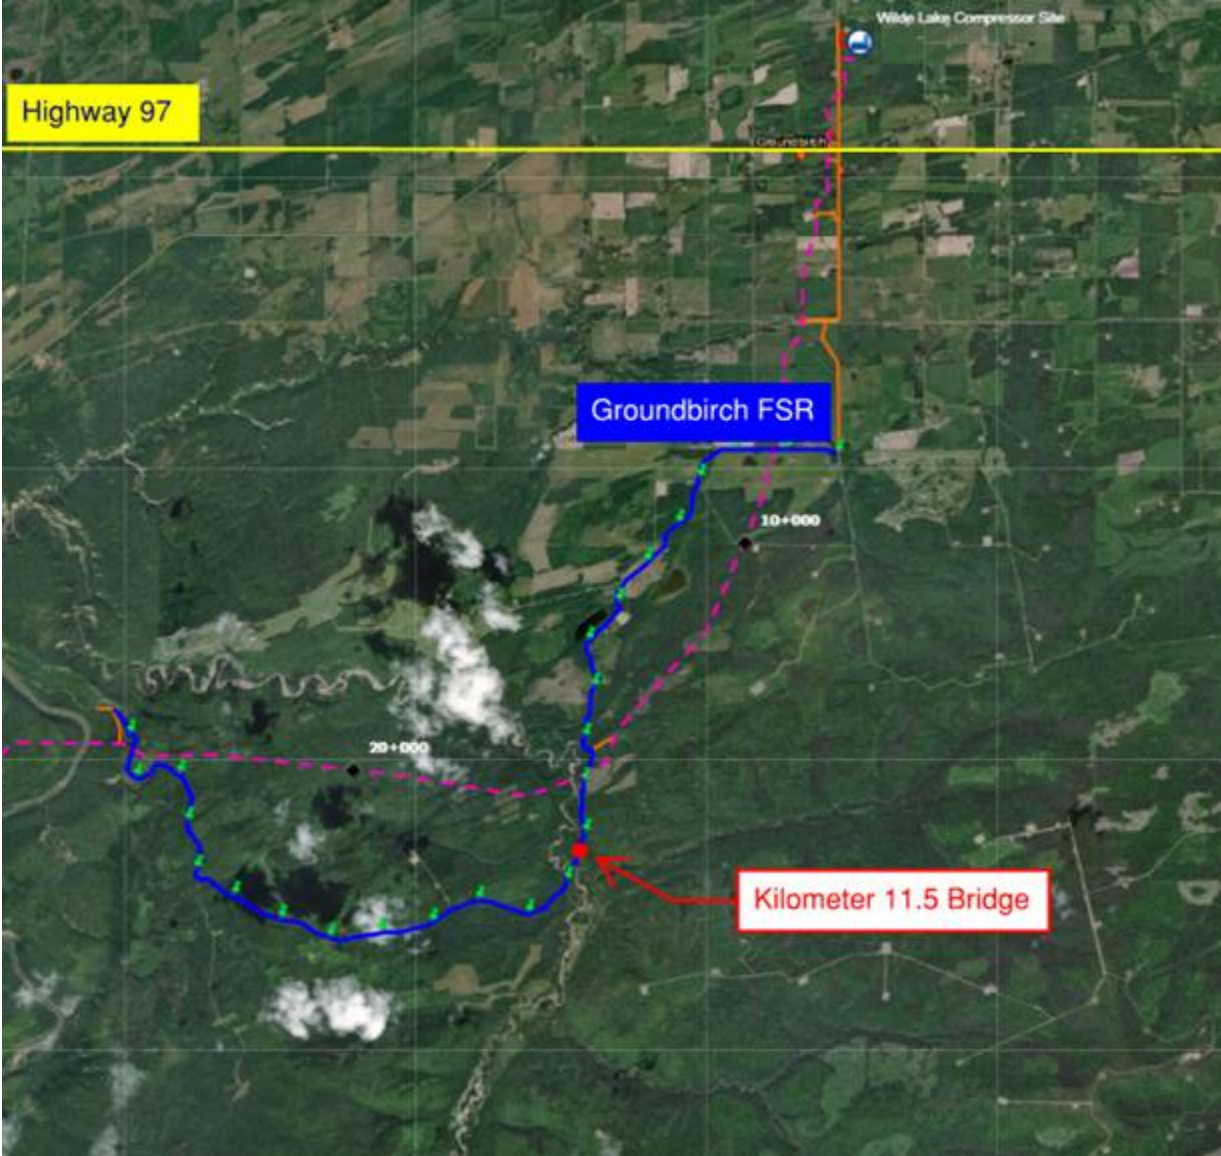 Wilde Lake Compressor Site
Highway 97
Groundbirch
Groundbirch FSR
10+000
20+000
Kilometer 11.5 Bridge